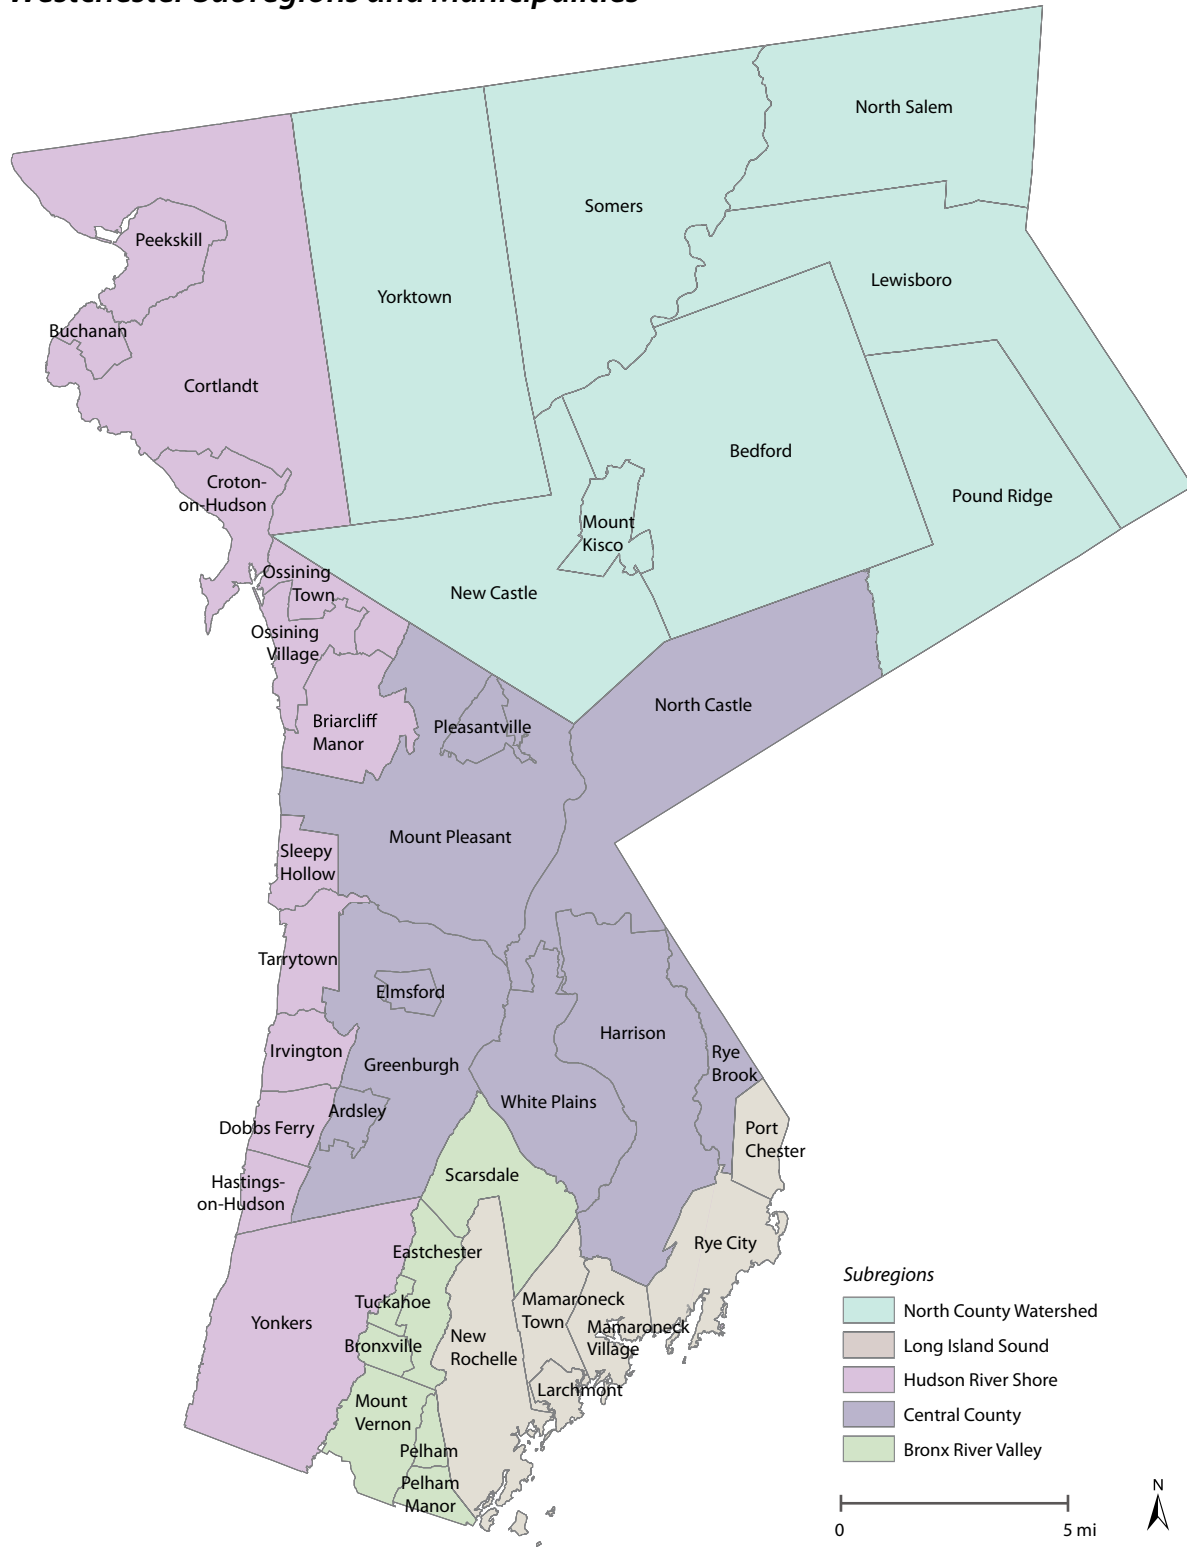 Westchester Subregions and Municipalities
North Salem
Somers
Peekskill
Lewisboro
Yorktown
Buchanan
Cortlandt
Bedford
Croton-
on-Hudson
Pound Ridge
Mount
Kisco
Ossining
Town
New Castle
Ossining
Village
North Castle
Briarcliff
Manor
Pleasantville
Mount Pleasant
Sleepy
Hollow
Tarrytown
Elmsford
Harrison
Irvington
Greenburgh
Rye
Brook
White Plains
Ardsley
Dobbs Ferry
Port
Chester
Scarsdale
Hastings-
on-Hudson
Rye City
Eastchester
Tuckahoe
Mamaroneck
Town
Yonkers
Mamaroneck
Village
New
Rochelle
Bronxville
Larchmont
Mount
Vernon
Pelham
Pelham
Manor
Subregions
North County Watershed
Long Island Sound
Hudson River Shore
Central County
Bronx River Valley
0 5 mi
N